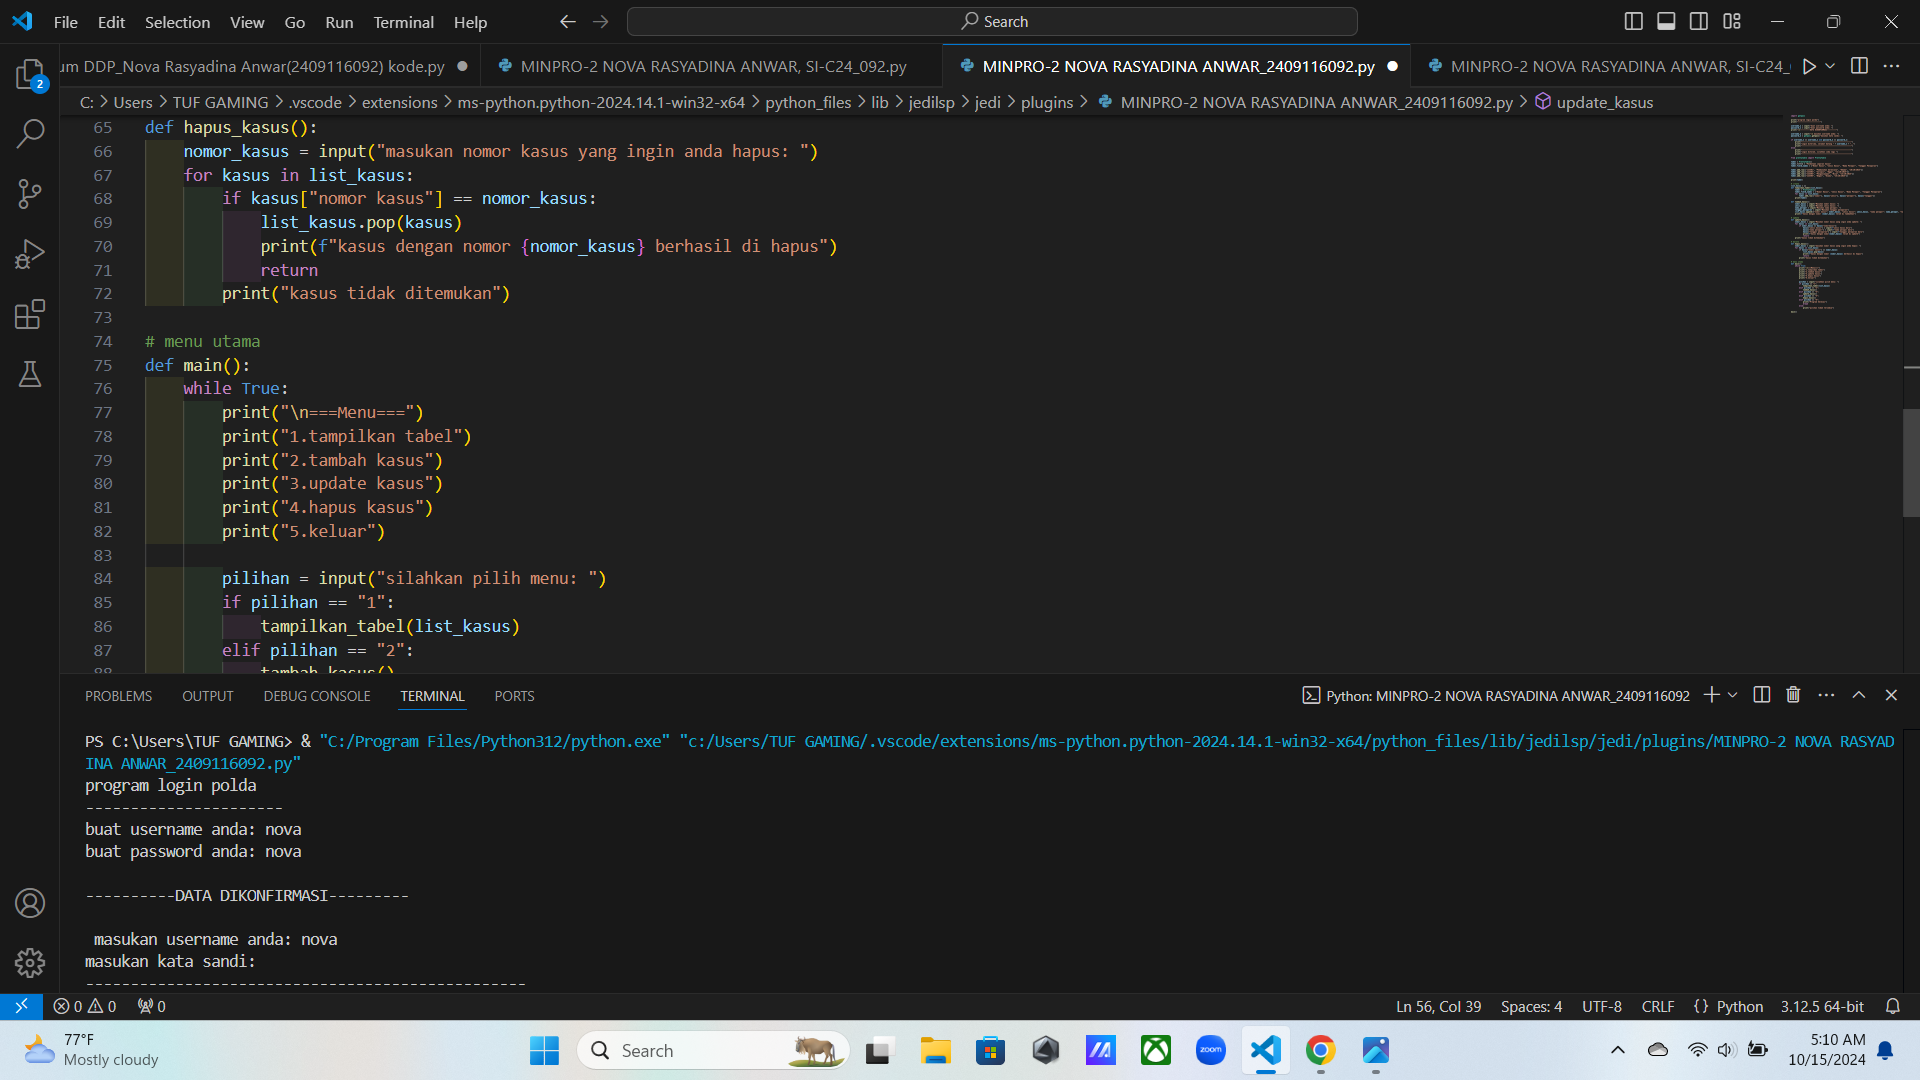 File Edit Selection View Go Run Terminal Help
Search
um DDP_Nova Rasyadina Anwar(2409116092) kode.py MINPRO-2 NOVA RASYADINA ANWAR, SI-C24_092.py MINPRO-2 NOVA RASYADINA ANWAR_2409116092.py MINPRO-2 NOVA RASYADINA ANWAR, SI-C24_
C: > Users > TUF GAMING > .vscode > extensions > ms-python.python-2024.14.1-win32-x64 > python_files > lib > jedilsp > jedi > plugins > MINPRO-2 NOVA RASYADINA ANWAR_2409116092.py > update_kasus
2
65 def hapus_kasus():
66     nomor_kasus = input("masukan nomor kasus yang ingin anda hapus: ")
67     for kasus in list_kasus:
68         if kasus["nomor kasus"] == nomor_kasus:
69             list_kasus.pop(kasus)
70             print(f"kasus dengan nomor {nomor_kasus} berhasil di hapus")
71             return
72         print("kasus tidak ditemukan")
73
74 # menu utama
75 def main():
76     while True:
77         print("\n===Menu===")
78         print("1.tampilkan tabel")
79         print("2.tambah kasus")
80         print("3.update kasus")
81         print("4.hapus kasus")
82         print("5.keluar")
83
84         pilihan = input("silahkan pilih menu: ")
85         if pilihan == "1":
86             tampilkan_tabel(list_kasus)
87         elif pilihan == "2":
88             tambah_kasus()
PROBLEMS OUTPUT DEBUG CONSOLE TERMINAL PORTS
Python: MINPRO-2 NOVA RASYADINA ANWAR_2409116092
PS C:\Users\TUF GAMING> & "C:/Program Files/Python312/python.exe" "c:/Users/TUF GAMING/.vscode/extensions/ms-python.python-2024.14.1-win32-x64/python_files/lib/jedilsp/jedi/plugins/MINPRO-2 NOVA RASYAD
INA ANWAR_2409116092.py"
program login polda
----------------------
buat username anda: nova
buat password anda: nova
----------DATA DIKONFIRMASI---------
masukan username anda: nova
masukan kata sandi:
-------------------------------------------------
0 0 0
Ln 56, Col 39 Spaces: 4 UTF-8 CRLF {} Python 3.12.5 64-bit
77°F
Mostly cloudy
Search
zoom
5:10 AM
10/15/2024